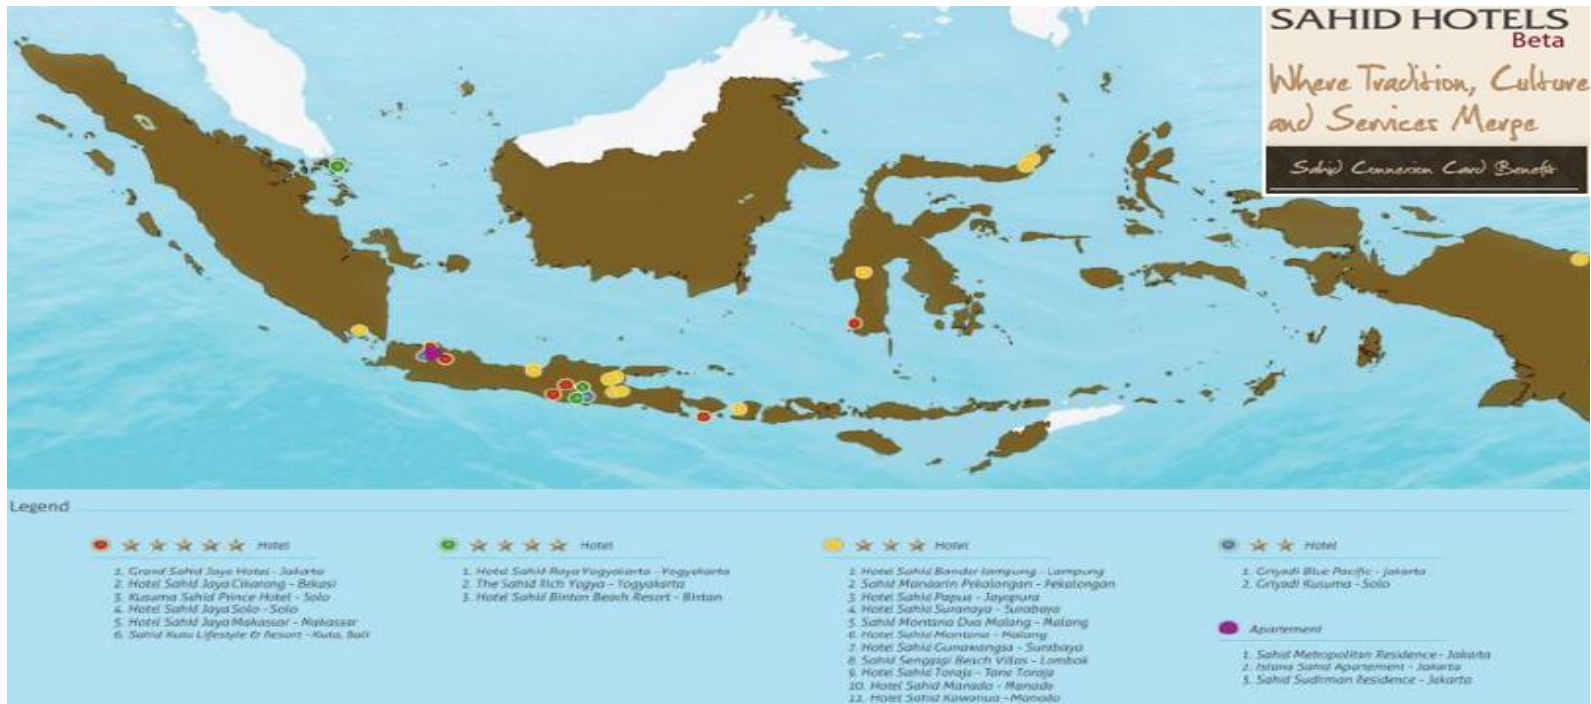 SAHID HOTELS
Beta
Where Tradition, Culture
and Services Merge
Sahid Connexion Card Benefit
Legend
Hotel
1. Grand Sahid Jaya Hotel - Jakarta
2. Hotel Sahid Jaya Cikarang - Bekasi
3. Kusuma Sahid Prince Hotel - Solo
4. Hotel Sahid Jaya Solo - Solo
5. Hotel Sahid Jaya Makassar - Makassar
6. Sahid Kuta Lifestyle & Resort - Kuta, Bali
Hotel
1. Hotel Sahid Raya Yogyakarta - Yogyakarta
2. The Sahid Rich Yogya - Yogyakarta
3. Hotel Sahid Bintan Beach Resort - Bintan
Hotel
1. Hotel Sahid Bandar lampung - Lampung
2. Sahid Mandarin Pekalongan - Pekalongan
3. Hotel Sahid Papua - Jayapura
4. Hotel Sahid Suranaya - Surabaya
5. Sahid Montana Dua Malang - Malang
6. Hotel Sahid Montana - Malang
7. Hotel Sahid Gunawangsa - Surabaya
8. Sahid Senggigi Beach Villas - Lombok
9. Hotel Sahid Toraja - Tana Toraja
10. Hotel Sahid Manado - Manado
11. Hotel Sahid Kawanua - Manado
Hotel
1. Griyadi Blue Pacific - Jakarta
2. Griyadi Kusuma - Solo
Apartement
1. Sahid Metropolitan Residence - Jakarta
2. Istana Sahid Apartement - Jakarta
3. Sahid Sudirman Residence - Jakarta